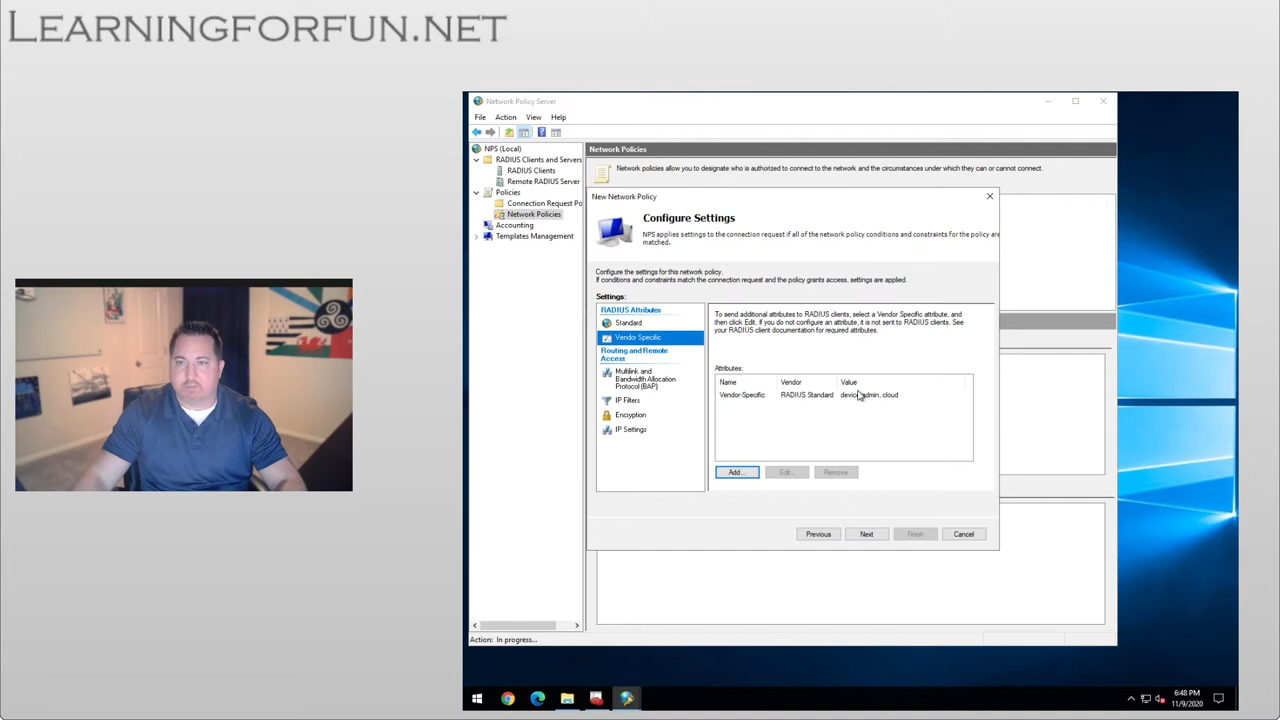 LEARNINGFORFUN.NET
Network Policy Server
File Action View Help
NPS (Local)
RADIUS Clients and Servers
RADIUS Clients
Remote RADIUS Server
Policies
Connection Request Po
Network Policies
Accounting
Templates Management
Network Policies
Network policies allow you to designate who is authorized to connect to the network and the circumstances under which they can or cannot connect.
New Network Policy
Configure Settings
NPS applies settings to the connection request if all of the network policy conditions and constraints for the policy are
matched.
Configure the settings for this network policy.
If conditions and constraints match the connection request and the policy grants access, settings are applied.
Settings:
RADIUS Attributes
Standard
Vendor Specific
Routing and Remote
Access
Multilink and
Bandwidth Allocation
Protocol (BAP)
IP Filters
Encryption
IP Settings
To send additional attributes to RADIUS clients, select a Vendor Specific attribute, and
then click Edit. If you do not configure an attribute, it is not sent to RADIUS clients. See
your RADIUS client documentation for required attributes.
Attributes:
Name Vendor Value
Vendor-Specific RADIUS Standard cloud
Add... Edit... Remove
Previous Next Finish Cancel
Action: In progress...
6:48 PM
11/9/2020